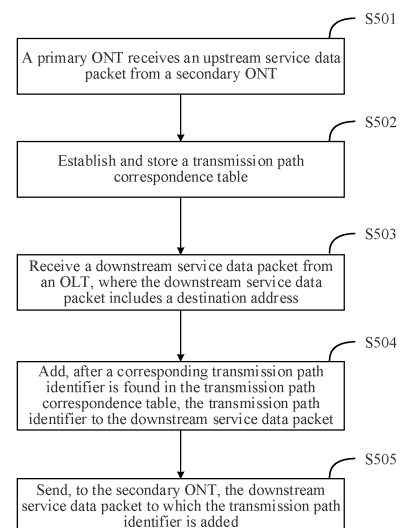 S501
A primary ONT receives an upstream service data
packet from a secondary ONT
S502
Establish and store a transmission path
correspondence table
S503
Receive a downstream service data packet from
an OLT, where the downstream service data
packet includes a destination address
S504
Add, after a corresponding transmission path
identifier is found in the transmission path
correspondence table, the transmission path
identifier to the downstream service data packet
S505
Send, to the secondary ONT, the downstream
service data packet to which the transmission path
identifier is added